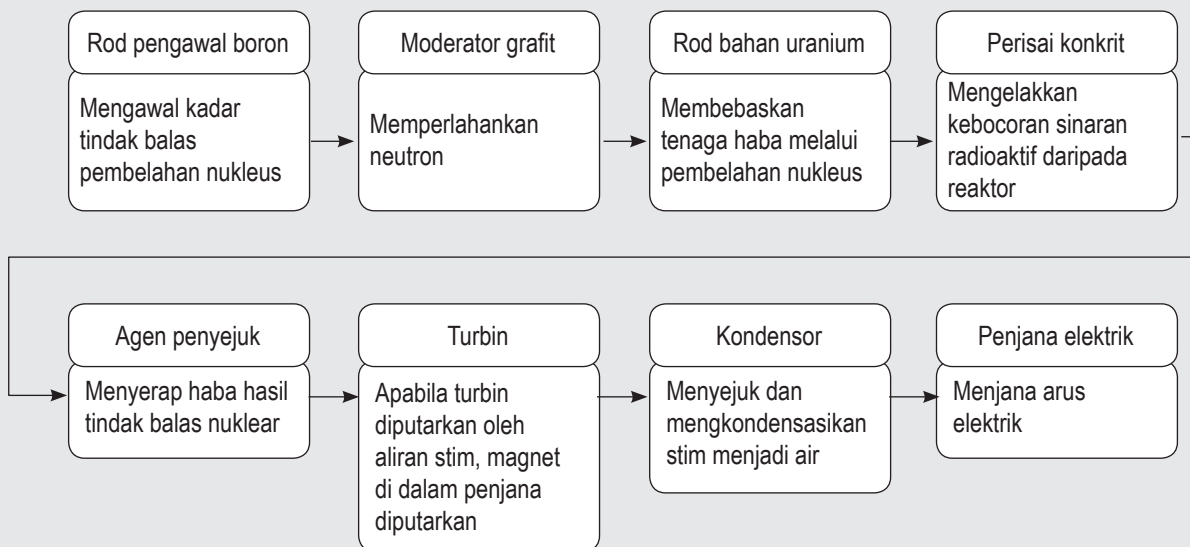 Rod pengawal boron
Mengawal kadar
tindak balas
pembelahan nukleus
Moderator grafit
Memperlahankan
neutron
Rod bahan uranium
Membebaskan
tenaga haba melalui
pembelahan nukleus
Perisai konkrit
Mengelakkan
kebocoran sinaran
radioaktif daripada
reaktor
Agen penyejuk
Menyerap haba hasil
tindak balas nuklear
Turbin
Apabila turbin
diputarkan oleh
aliran stim, magnet
di dalam penjana
diputarkan
Kondensor
Menyejuk dan
mengkondensasikan
stim menjadi air
Penjana elektrik
Menjana arus
elektrik